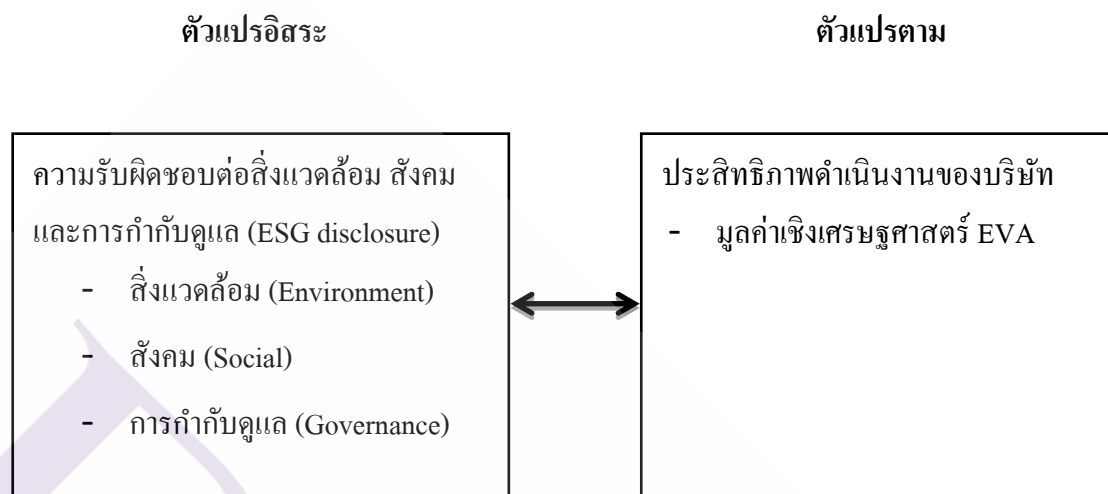 ตัวแปรอิสระ
ตัวแปรตาม
ความรับผิดชอบต่อสิ่งแวดล้อม สังคม
และการกำกับดูแล (ESG disclosure)
- สิ่งแวดล้อม (Environment)
- สังคม (Social)
- การกำกับดูแล (Governance)
ประสิทธิภาพดำเนินงานของบริษัท
- มูลค่าเชิงเศรษฐศาสตร์ EVA